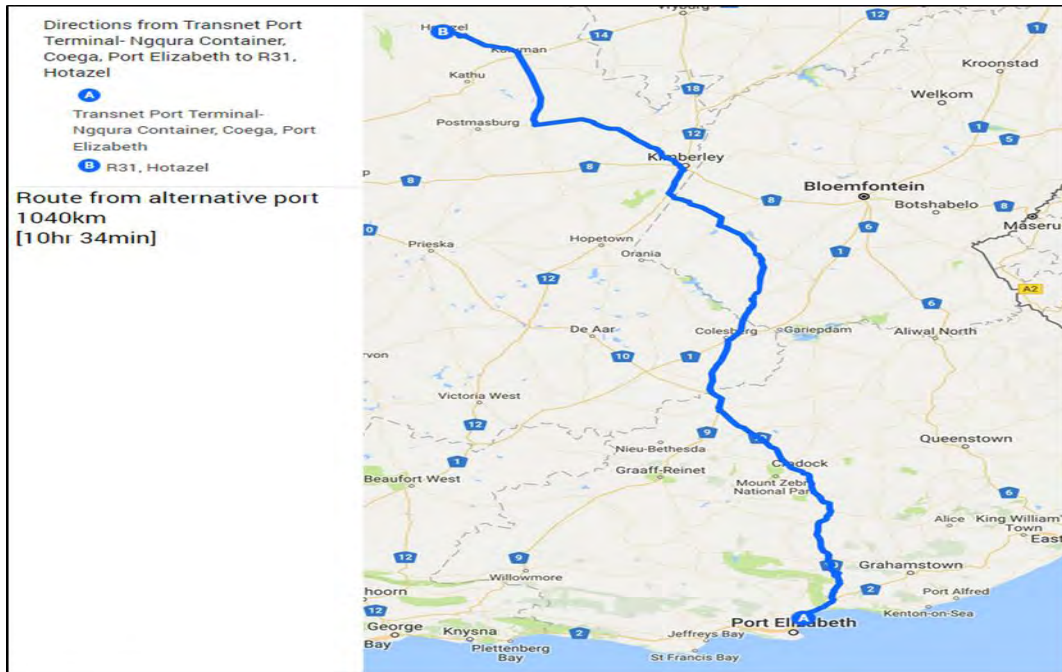 Directions from Transnet Port
Terminal- Ngqura Container,
Coega, Port Elizabeth to R31,
Hotazel
A
Transnet Port Terminal-
Ngqura Container, Coega, Port
Elizabeth
B R31, Hotazel
Route from alternative port
1040km
[10hr 34min]
Vryburg
12
1
14
B
Kathu
Kroonstad
18
Welkom
Postmasburg
12
1
5
Kimberley
8
8
8
Bloemfontein
Botshabelo
8
Maseru
6
Hopetown
Prieska
Orania
1
A2
12
6
De Aar
Colesberg
Gariepdam
Aliwal North
10
1
Victoria West
12
9
Nieu-Bethesda
Queenstown
1
Graaff-Reinet
Cradock
Beaufort West
Mount Zebra
National Park
6
Alice
King William's
Town
East
12
9
Willowmore
10
Grahamstown
2
Port Alfred
Kenton-on-Sea
12
A
Port Elizabeth
George
Knysna
2
Jeffreys Bay
Bay
Plettenberg
Bay
St Francis Bay